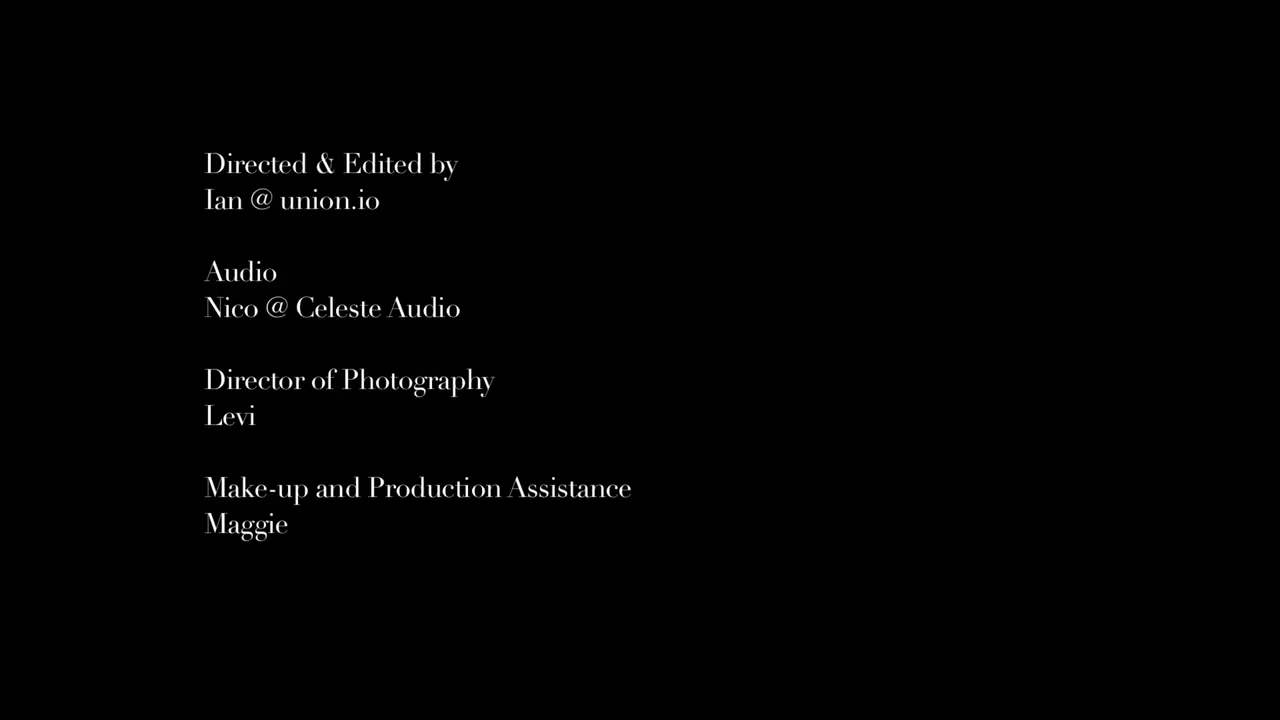 Directed & Edited by
Ian @ union.io
Audio
Nico @ Celeste Audio
Director of Photography
Levi
Make-up and Production Assistance
Maggie